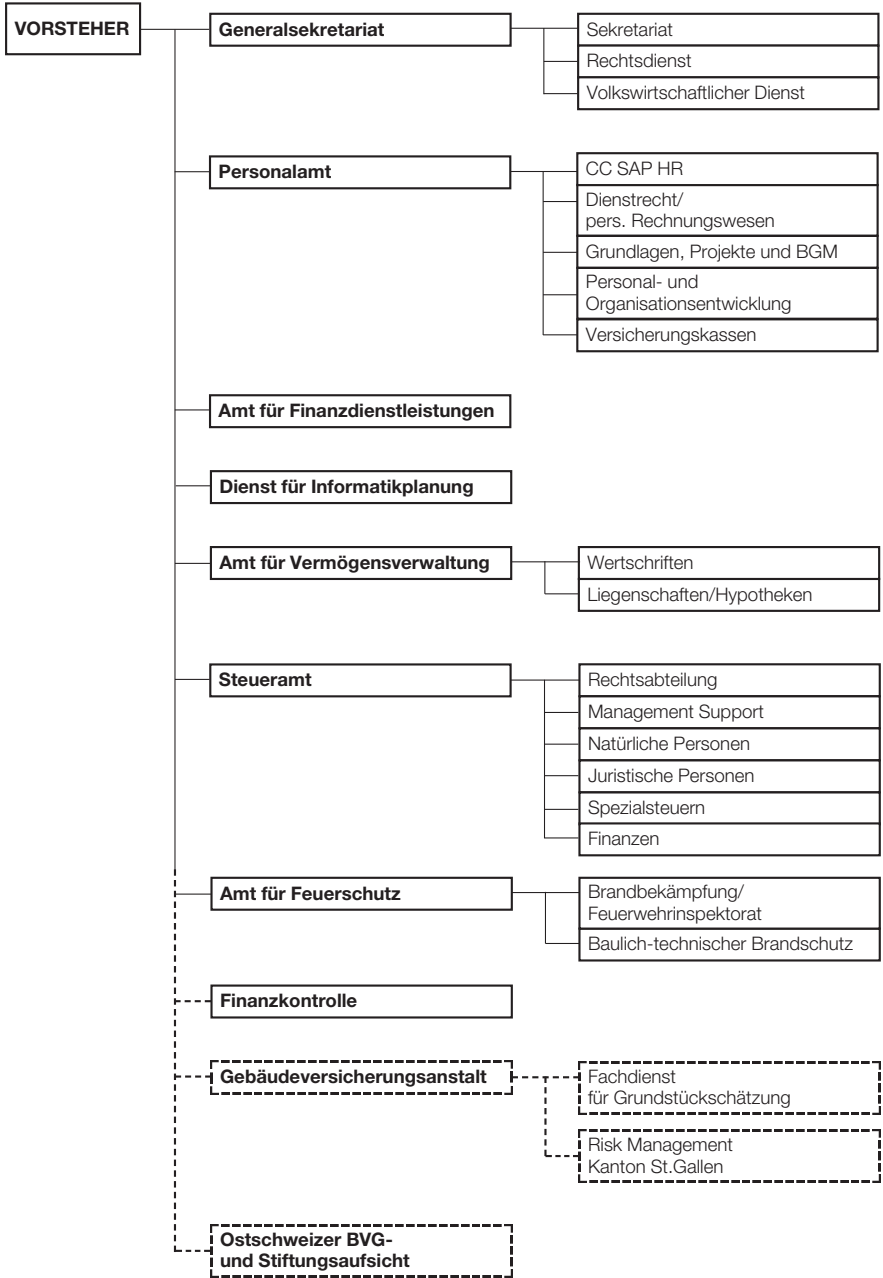 VORSTEHER
Generalsekretariat
Sekretariat
Rechtsdienst
Volkswirtschaftlicher Dienst
Personalamt
CC SAP HR
Dienstrecht/
pers. Rechnungswesen
Grundlagen, Projekte und BGM
Personal- und
Organisationsentwicklung
Versicherungskassen
Amt für Finanzdienstleistungen
Dienst für Informatikplanung
Amt für Vermögensverwaltung
Wertschriften
Liegenschaften/Hypotheken
Steueramt
Rechtsabteilung
Management Support
Natürliche Personen
Juristische Personen
Spezialsteuern
Finanzen
Amt für Feuerschutz
Brandbekämpfung/
Feuerwehrinspektorat
Baulich-technischer Brandschutz
Finanzkontrolle
Gebäudeversicherungsanstalt
Fachdienst
für Grundstückschätzung
Risk Management
Kanton St.Gallen
Ostschweizer BVG-
und Stiftungsaufsicht